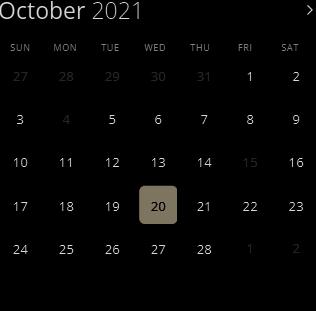 October 2021
SUN MON TUE WED THU FRI SAT
27 28 29 30 31 1 2
3 4 5 6 7 8 9
10 11 12 13 14 15 16
17 18 19 20 21 22 23
24 25 26 27 28 1 2